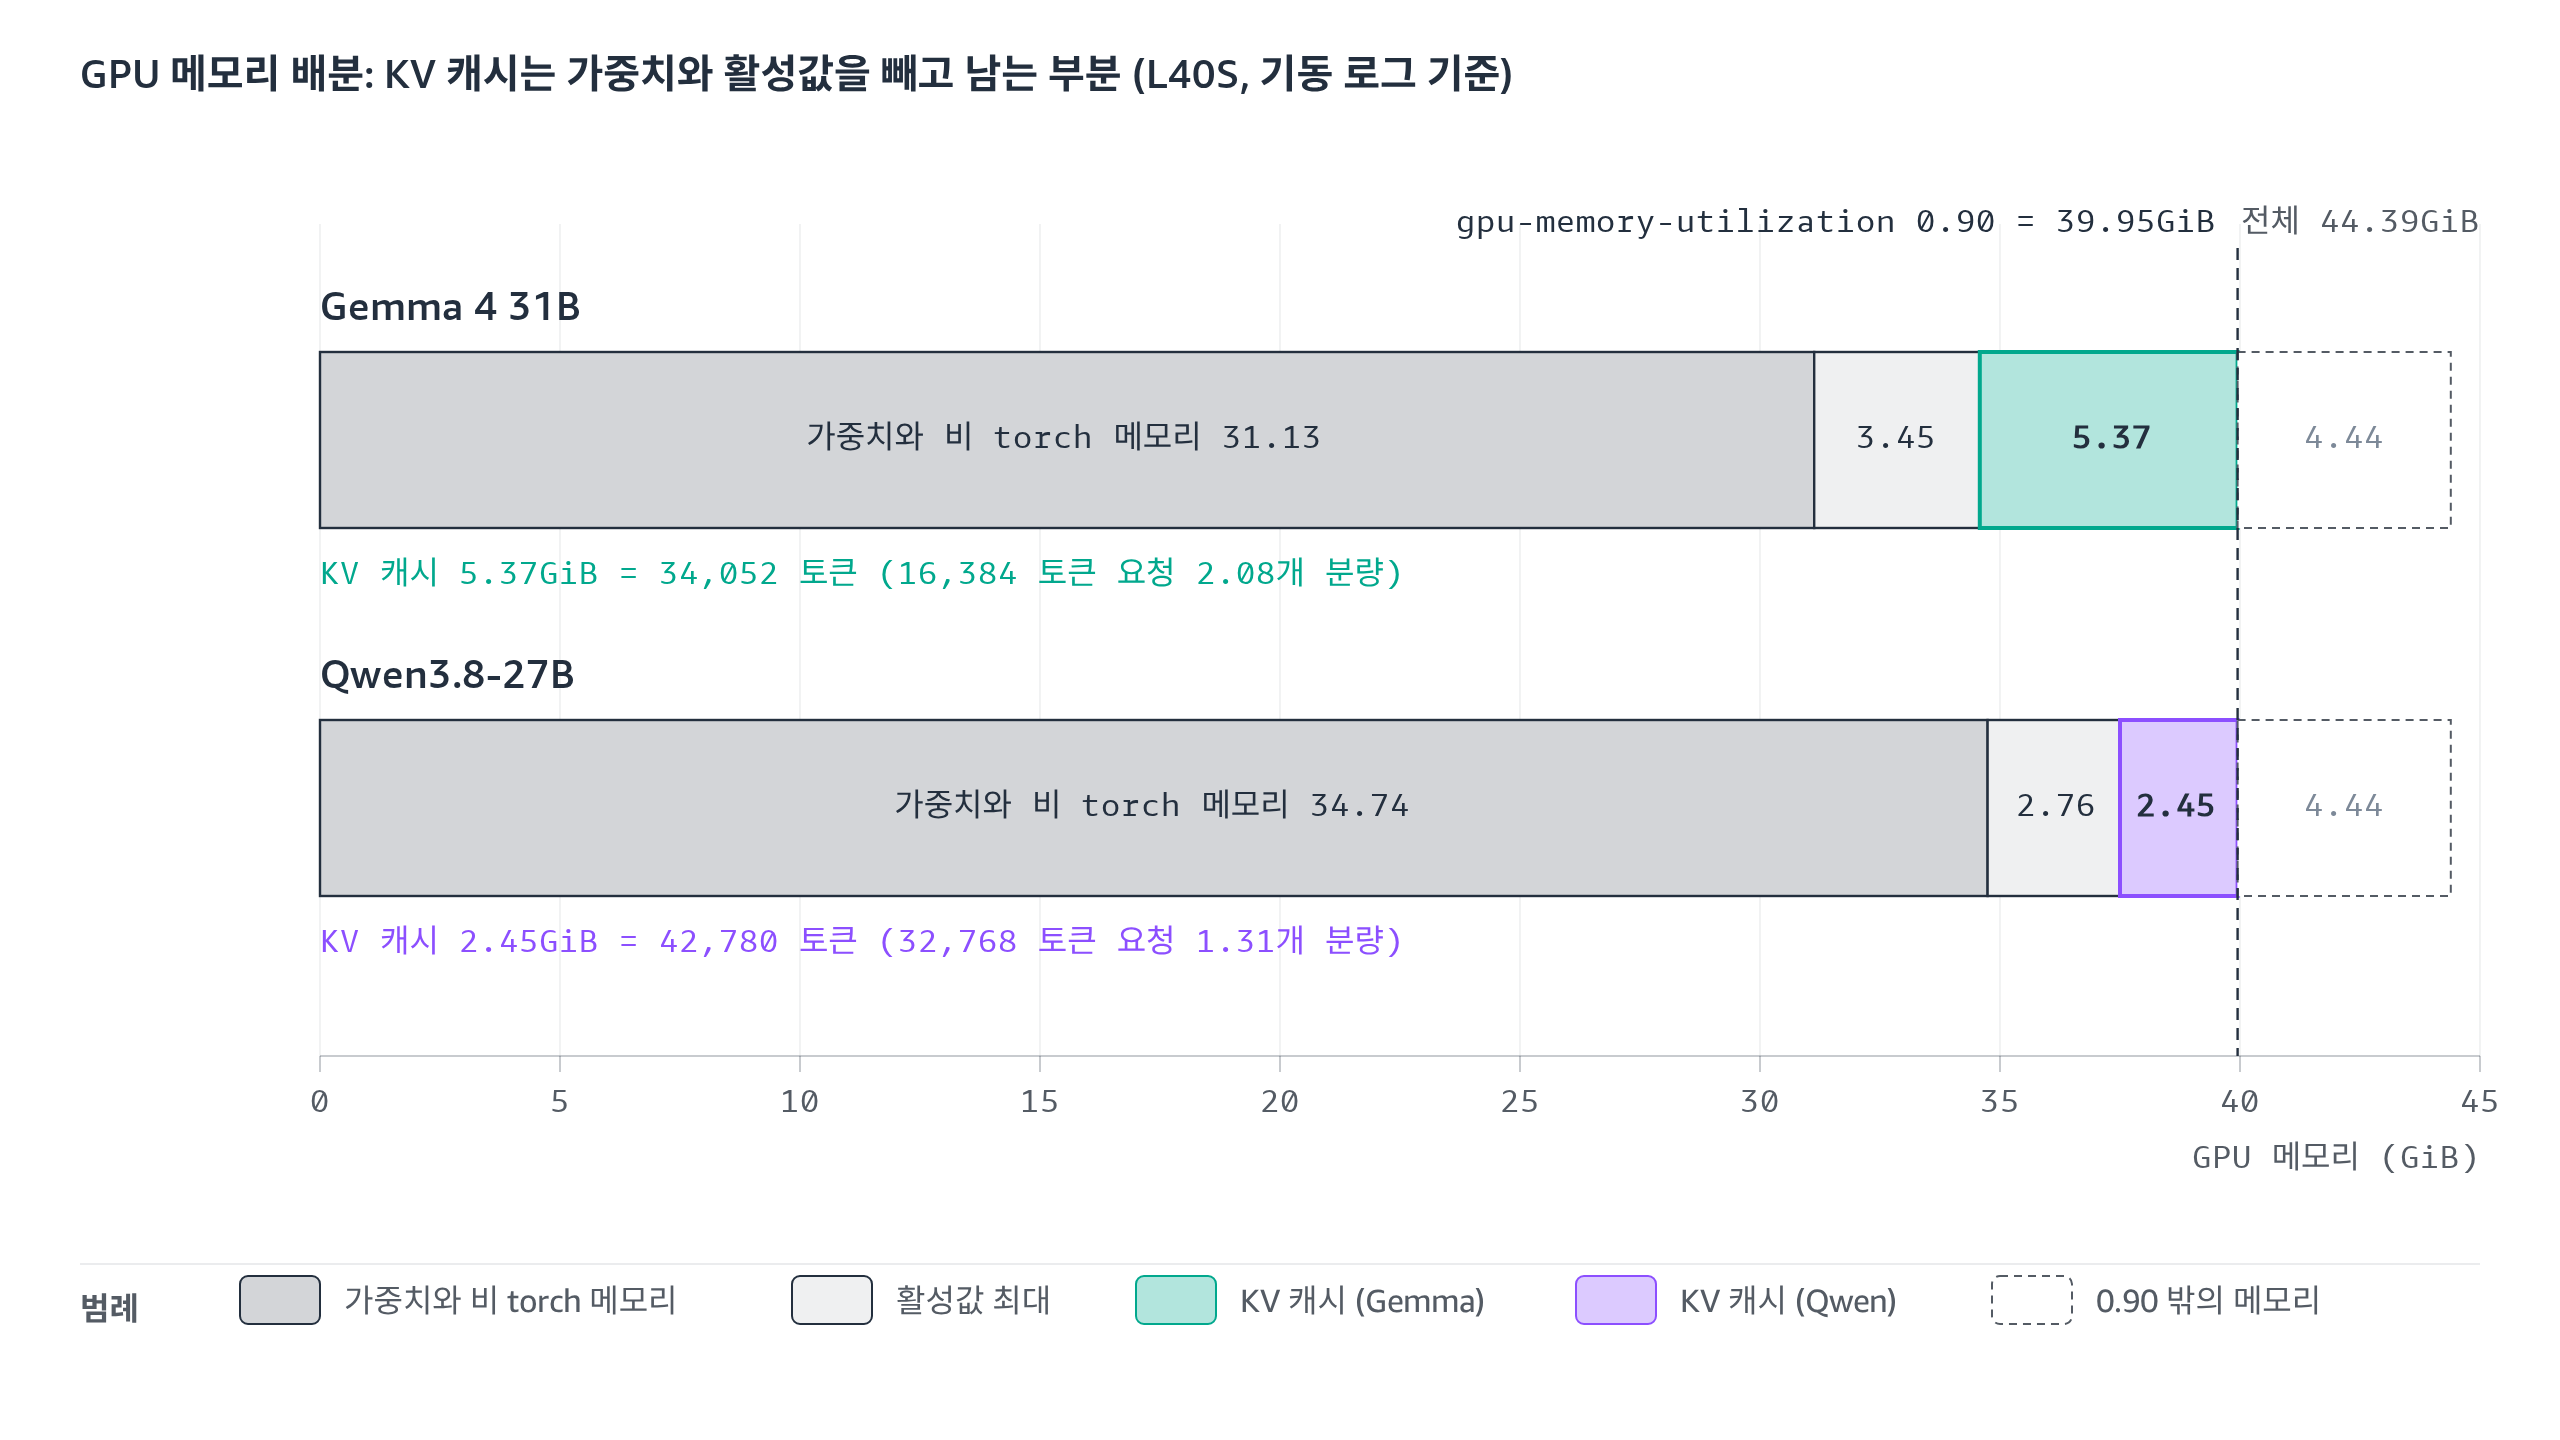 GPU 메모리 배분: KV 캐시는 가중치와 활성값을 빼고 남는 부분 (L40S, 기동 로그 기준)
gpu-memory-utilization 0.90 = 39.95GiB 전체 44.39GiB
Gemma 4 31B
가중치와 비 torch 메모리 31.13 3.45 5.37 4.44
KV 캐시 5.37GiB = 34,052 토큰 (16,384 토큰 요청 2.08개 분량)
Qwen3.8-27B
가중치와 비 torch 메모리 34.74 2.76 2.45 4.44
KV 캐시 2.45GiB = 42,780 토큰 (32,768 토큰 요청 1.31개 분량)
0 5 10 15 20 25 30 35 40 45
GPU 메모리 (GiB)
범례 가중치와 비 torch 메모리 활성값 최대 KV 캐시 (Gemma) KV 캐시 (Qwen) 0.90 밖의 메모리